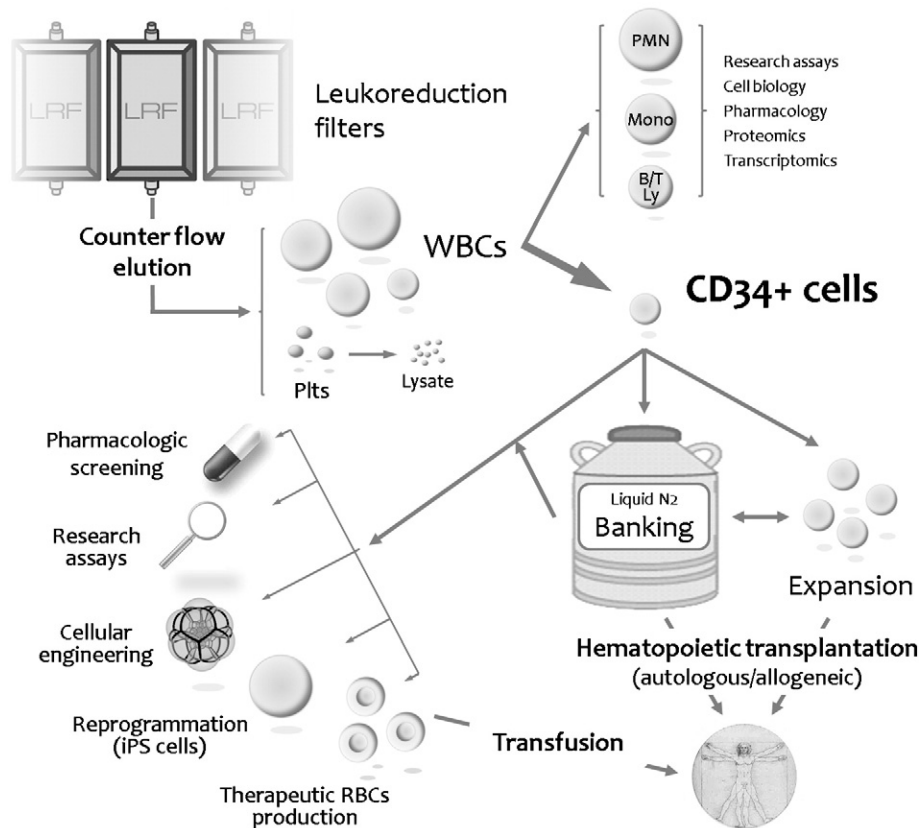 LRF
LRF
LRF
Leukoreduction
filters
PMN
Mono
B/T
Ly
Research assays
Cell biology
Pharmacology
Proteomics
Transcriptomics
Counter flow
elution
WBCs
Plts
Lysate
CD34+ cells
Pharmacologic
screening
Research
assays
Cellular
engineering
Reprogrammation
(iPS cells)
Therapeutic RBCs
production
Liquid N2
Banking
Expansion
Hematopoietic transplantation
(autologous/allogeneic)
Transfusion